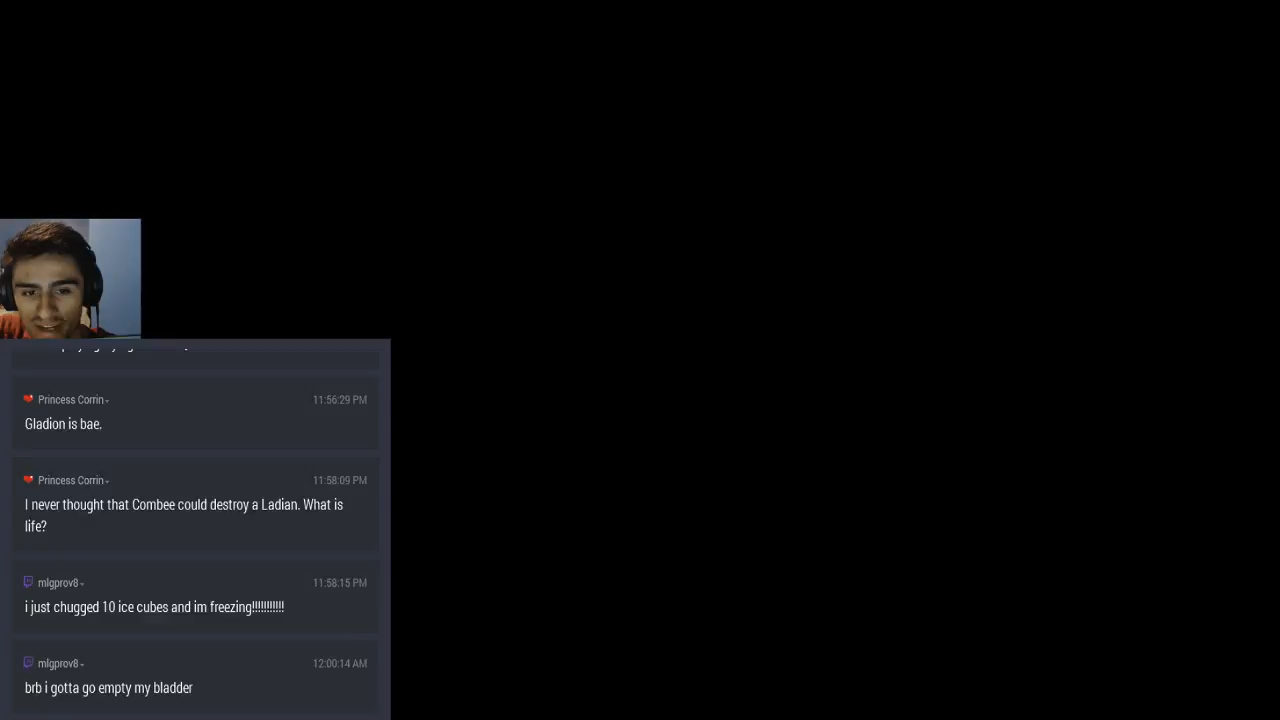 Princess Corrin
11:56:29 PM
Gladion is bae.
Princess Corrin
11:58:09 PM
I never thought that Combee could destroy a Ladian. What is
life?
mlgprov8
11:58:15 PM
i just chugged 10 ice cubes and im freezing!!!!!!!!!!!
mlgprov8
12:00:14 AM
brb i gotta go empty my bladder